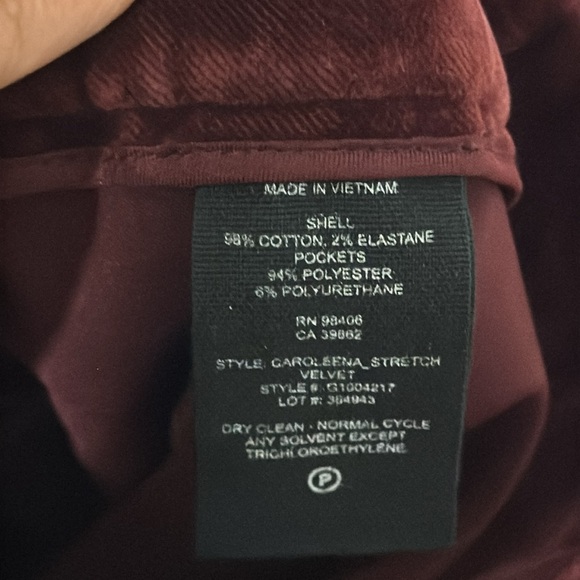 MADE IN VIETNAM
SHELL
98% COTTON, 2% ELASTANE
POCKETS
94% POLYESTER
6% POLYURETHANE
RN 98406
CA 39862
STYLE: CAROLEENA_STRETCH
VELVET
STYLE #: G1004217
LOT #: 384943
DRY CLEAN - NORMAL CYCLE
ANY SOLVENT EXCEPT
TRICHLOROETHYLENE
P